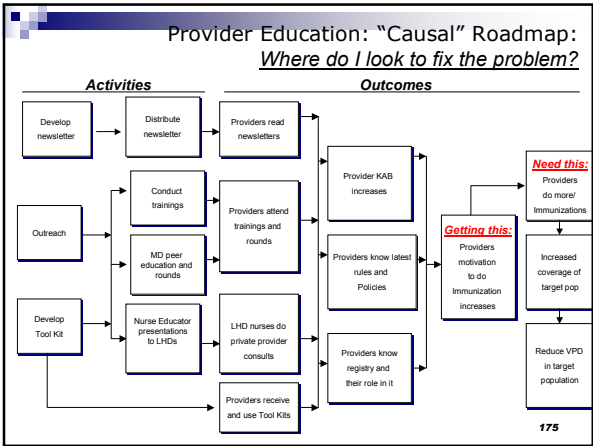 Provider Education: “Causal” Roadmap:
Where do I look to fix the problem?
Activities
Outcomes
Develop
newsletter
Distribute
newsletter
Providers read
newsletters
Outreach
Conduct
trainings
MD peer
education and
rounds
Providers attend
trainings and
rounds
Develop
Tool Kit
Nurse Educator
presentations
to LHDs
LHD nurses do
private provider
consults
Providers receive
and use Tool Kits
Provider KAB
increases
Providers know latest
rules and
Policies
Providers know
registry and
their role in it
Getting this:
Providers
motivation
to do
Immunization
increases
Need this:
Providers
do more/
Immunizations
Increased
coverage of
target pop
Reduce VPD
in target
population
175